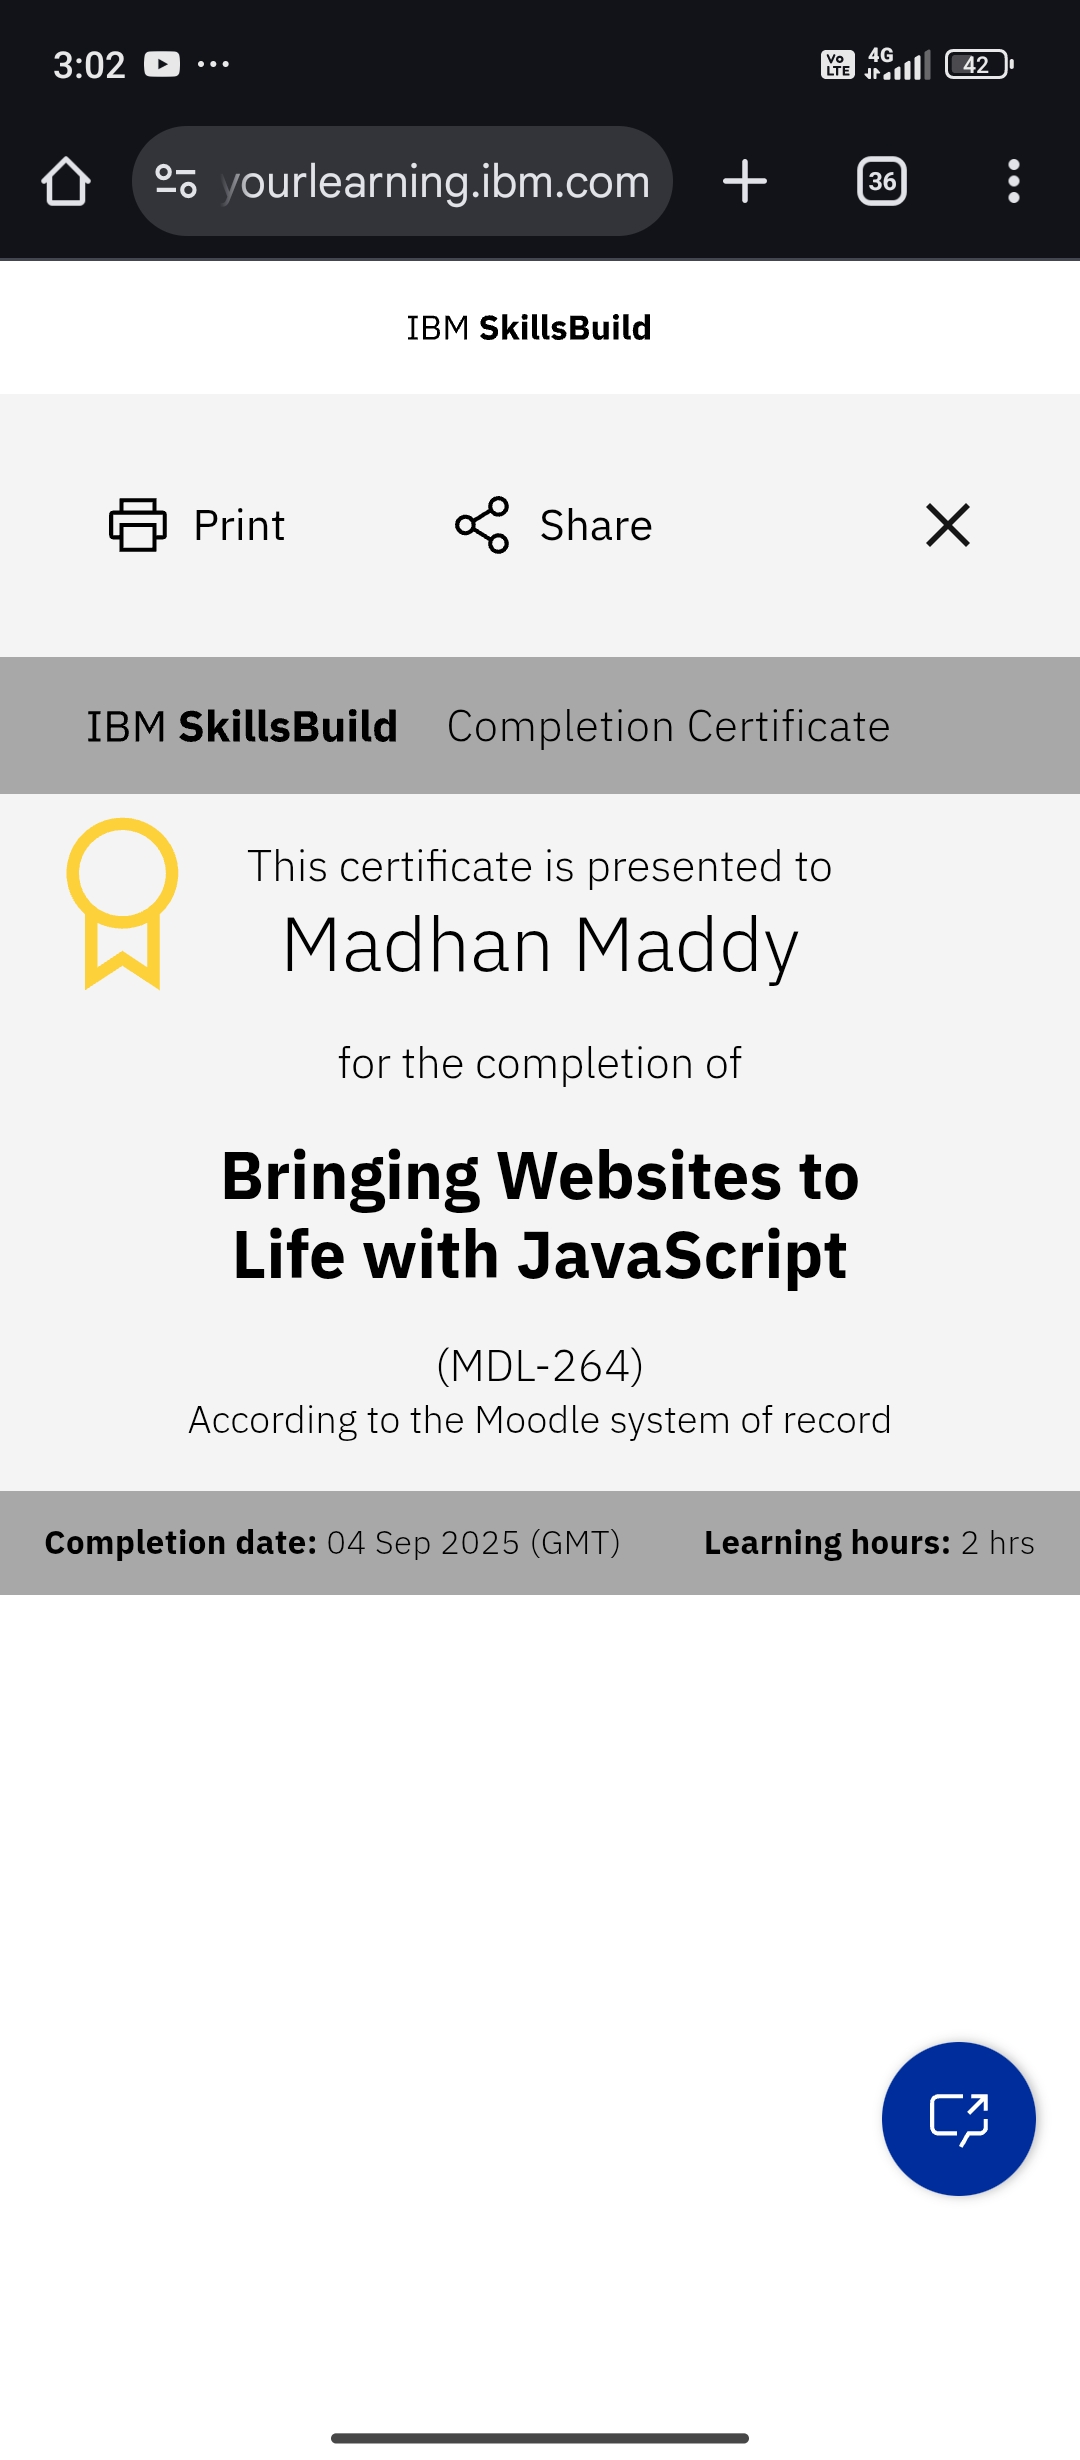 3:02
Vo LTE 4G 42
yourlearning.ibm.com
36
IBM SkillsBuild
Print
Share
IBM SkillsBuild Completion Certificate
This certificate is presented to
Madhan Maddy
for the completion of
Bringing Websites to
Life with JavaScript
(MDL-264)
According to the Moodle system of record
Completion date: 04 Sep 2025 (GMT) Learning hours: 2 hrs